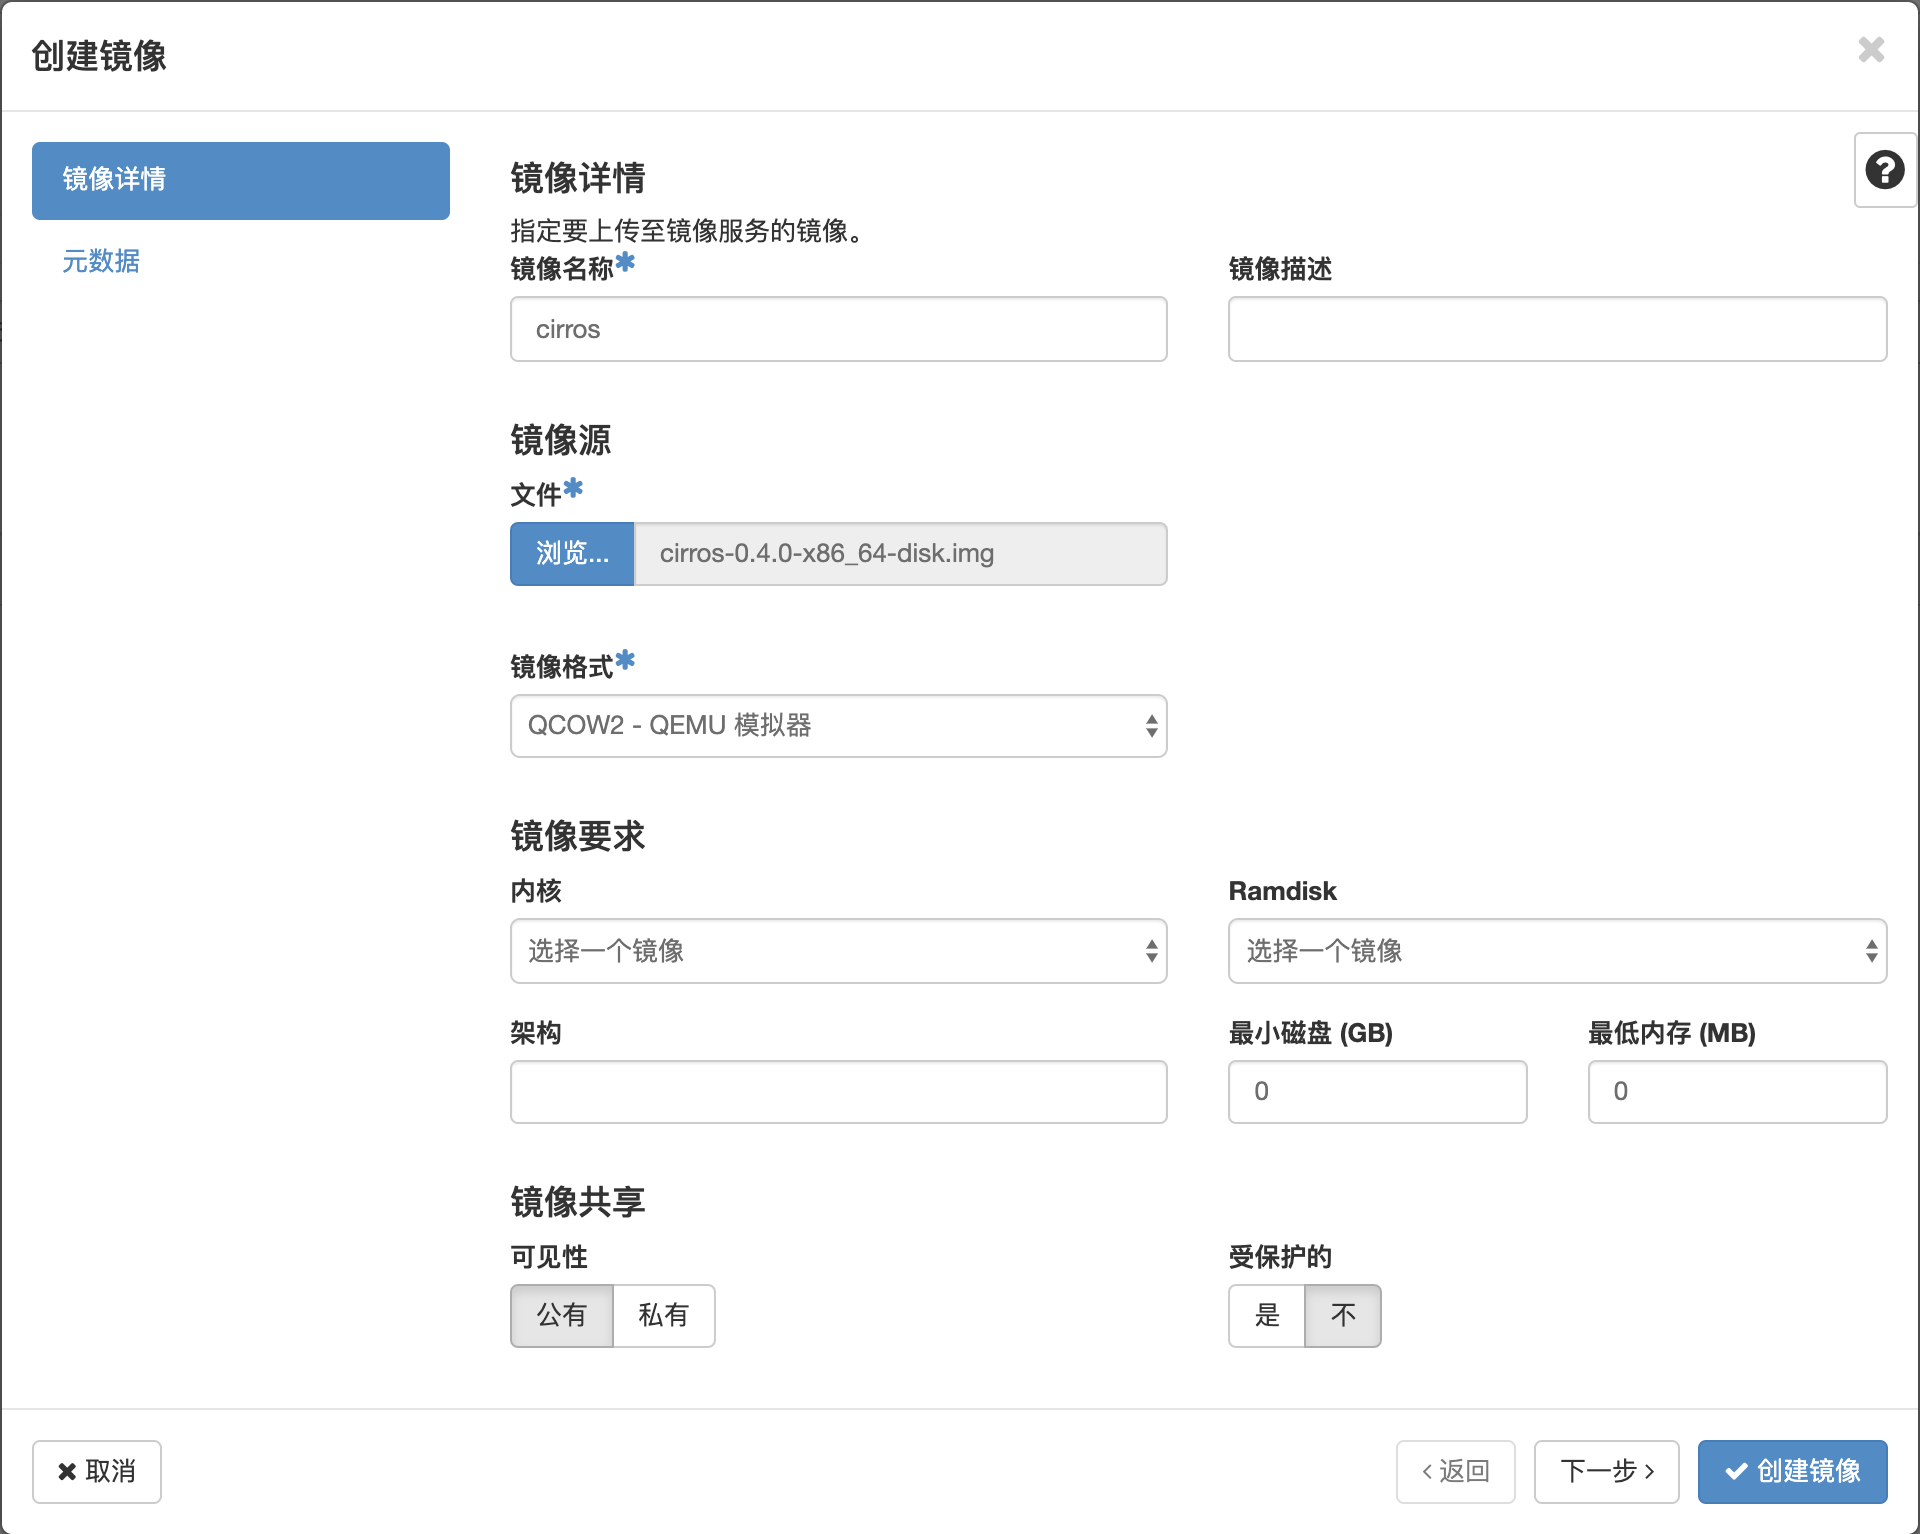 创建镜像
镜像详情
元数据
镜像详情
指定要上传至镜像服务的镜像。
镜像名称 镜像描述
cirros
镜像源
文件
浏览... cirros-0.4.0-x86_64-disk.img
镜像格式
QCOW2 - QEMU 模拟器
镜像要求
内核 Ramdisk
选择一个镜像 选择一个镜像
架构 最小磁盘 (GB) 最低内存 (MB)
0 0
镜像共享
可见性 受保护的
公有 私有 是 不
取消 返回 下一步 创建镜像